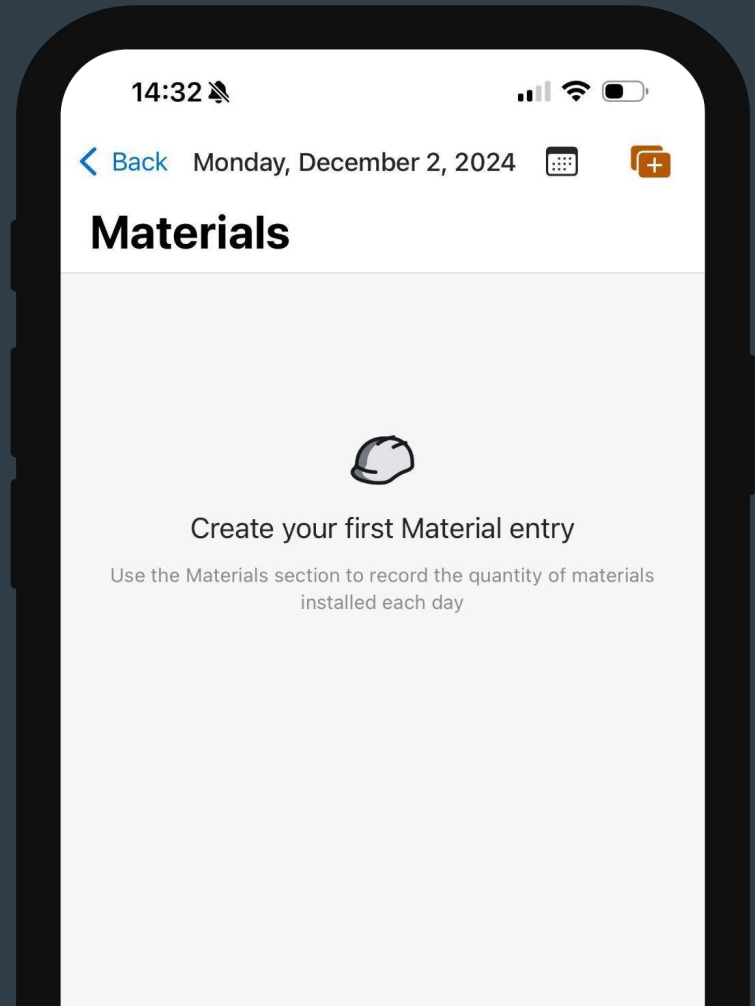 14:32
Back Monday, December 2, 2024
Materials
Create your first Material entry
Use the Materials section to record the quantity of materials
installed each day